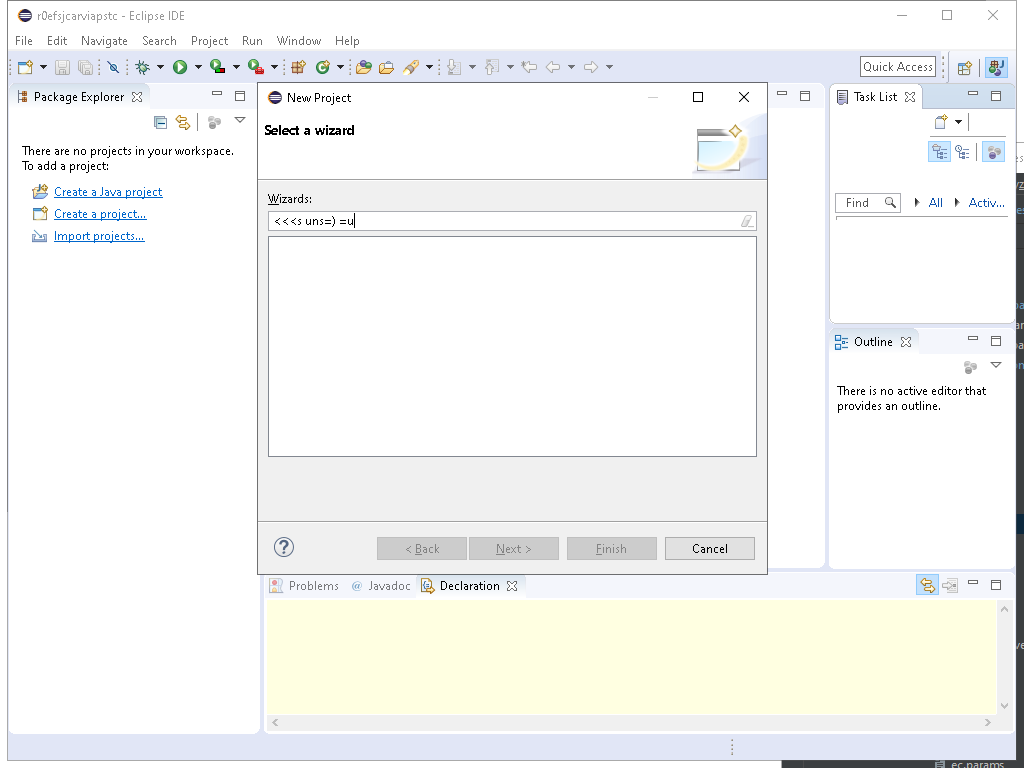 r0efsjcarviapstc - Eclipse IDE
File Edit Navigate Search Project Run Window Help
Quick Access
Package Explorer
There are no projects in your workspace.
To add a project:
Create a Java project
Create a project...
Import projects...
New Project
Select a wizard
Wizards:
<<<s uns=) =u
< Back Next > Finish Cancel
Task List
Find All Activ...
Outline
There is no active editor that
provides an outline.
Problems @ Javadoc Declaration
ec.params